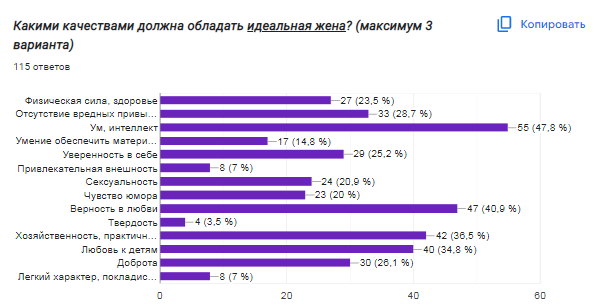 Какими качествами должна обладать идеальная жена? (максимум 3
варианта)
Копировать
115 ответов
Физическая сила, здоровье 27 (23,5 %)
Отсутствие вредных привы… 33 (28,7 %)
Ум, интеллект 55 (47,8 %)
Умение обеспечить матери… 17 (14,8 %)
Уверенность в себе 29 (25,2 %)
Привлекательная внешность 8 (7 %)
Сексуальность 24 (20,9 %)
Чувство юмора 23 (20 %)
Верность в любви 47 (40,9 %)
Твердость 4 (3,5 %)
Хозяйственность, практичн… 42 (36,5 %)
Любовь к детям 40 (34,8 %)
Доброта 30 (26,1 %)
Легкий характер, покладис… 8 (7 %)
0 20 40 60